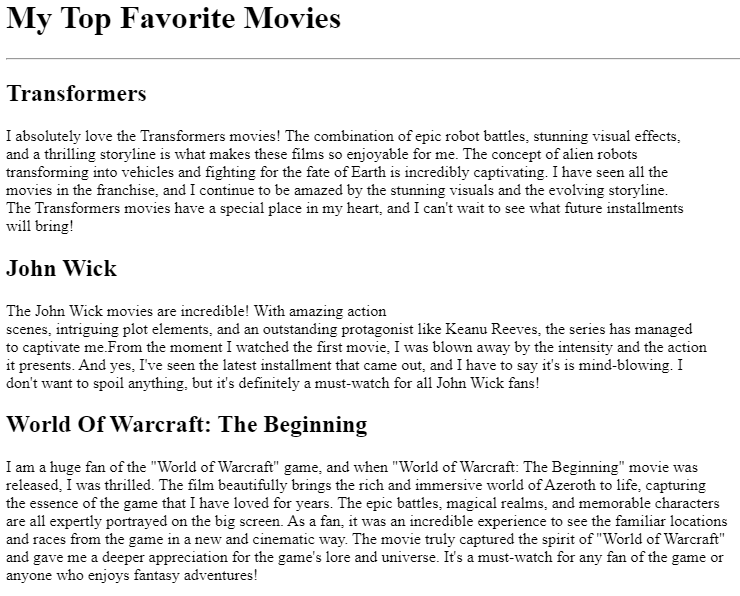 My Top Favorite Movies
Transformers
I absolutely love the Transformers movies! The combination of epic robot battles, stunning visual effects,
and a thrilling storyline is what makes these films so enjoyable for me. The concept of alien robots
transforming into vehicles and fighting for the fate of Earth is incredibly captivating. I have seen all the
movies in the franchise, and I continue to be amazed by the stunning visuals and the evolving storyline.
The Transformers movies have a special place in my heart, and I can't wait to see what future installments
will bring!
John Wick
The John Wick movies are incredible! With amazing action
scenes, intriguing plot elements, and an outstanding protagonist like Keanu Reeves, the series has managed
to captivate me.From the moment I watched the first movie, I was blown away by the intensity and the action
it presents. And yes, I've seen the latest installment that came out, and I have to say it's is mind-blowing. I
don't want to spoil anything, but it's definitely a must-watch for all John Wick fans!
World Of Warcraft: The Beginning
I am a huge fan of the "World of Warcraft" game, and when "World of Warcraft: The Beginning" movie was
released, I was thrilled. The film beautifully brings the rich and immersive world of Azeroth to life, capturing
the essence of the game that I have loved for years. The epic battles, magical realms, and memorable characters
are all expertly portrayed on the big screen. As a fan, it was an incredible experience to see the familiar locations
and races from the game in a new and cinematic way. The movie truly captured the spirit of "World of Warcraft"
and gave me a deeper appreciation for the game's lore and universe. It's a must-watch for any fan of the game or
anyone who enjoys fantasy adventures!